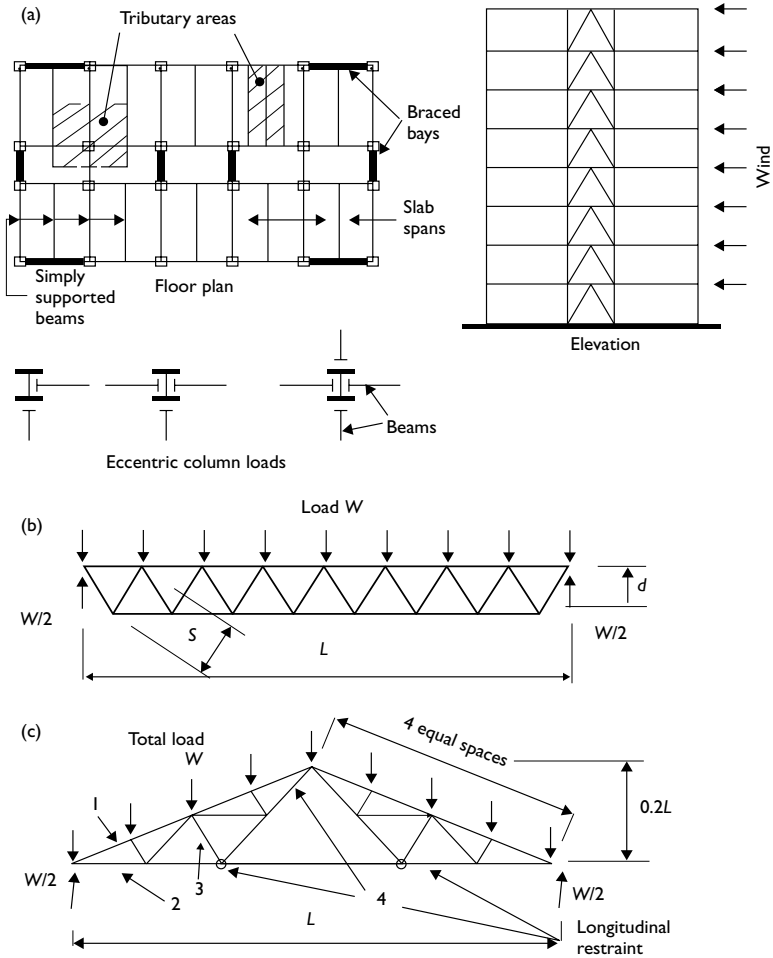 (a)
Tributary areas
Braced
bays
Wind
Slab
spans
Simply
supported
beams
Floor plan
Elevation
Beams
Eccentric column loads
(b)
Load W
d
W/2
S
L
W/2
(c)
Total load
W
4 equal spaces
1
0.2L
3
W/2
2
4
W/2
L
Longitudinal
restraint